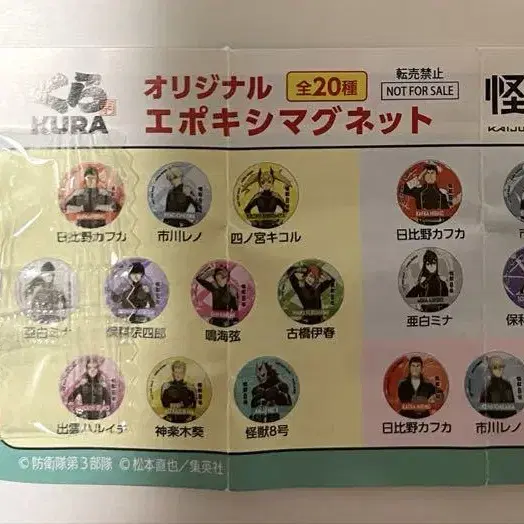 くら
KURA
オリジナル 全20種
エポキシマグネット
転売禁止
NOT FOR SALE
怪
日比野カフカ 市川レノ 四ノ宮キコル 日比野カフカ
亜白ミナ 保科宗四郎 鳴海弦 古橋伊春 亜白ミナ
出雲ハルイチ 神楽木葵 怪獣8号 日比野カフカ 市川レノ
© 防衛隊第3部隊 © 松本直也/集英社